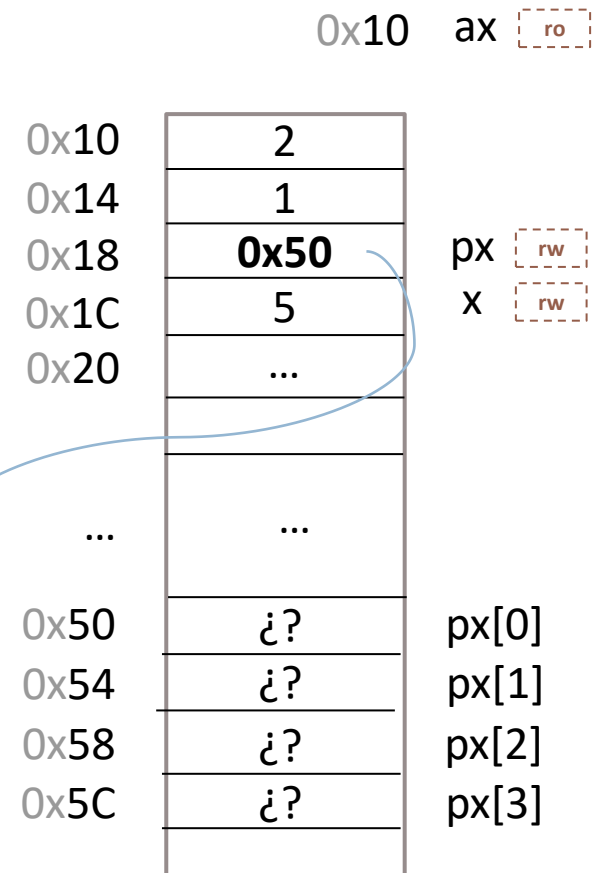 0x10 ax ro
0x10 2
0x14 1
0x18 0x50 px rw
0x1C 5 x rw
0x20 ...
... ...
0x50 ¿? px[0]
0x54 ¿? px[1]
0x58 ¿? px[2]
0x5C ¿? px[3]